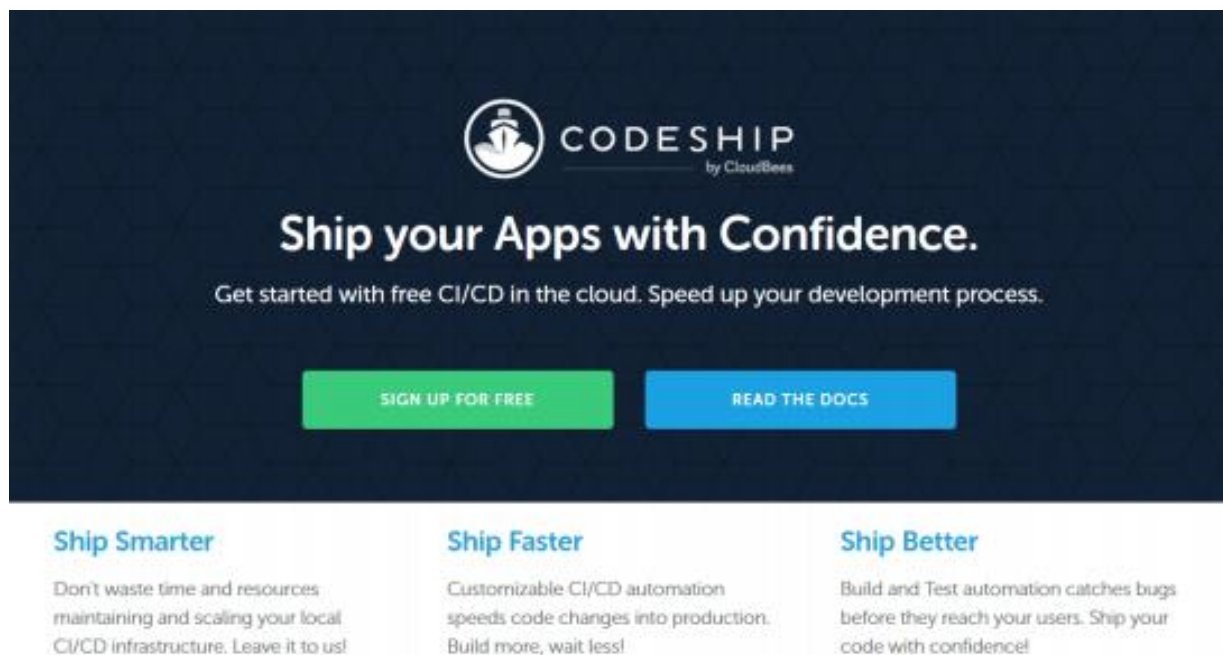 CODESHIP
by CloudBees
Ship your Apps with Confidence.
Get started with free CI/CD in the cloud. Speed up your development process.
SIGN UP FOR FREE
READ THE DOCS
Ship Smarter
Don't waste time and resources
maintaining and scaling your local
CI/CD infrastructure. Leave it to us!
Ship Faster
Customizable CI/CD automation
speeds code changes into production.
Build more, wait less!
Ship Better
Build and Test automation catches bugs
before they reach your users. Ship your
code with confidence!